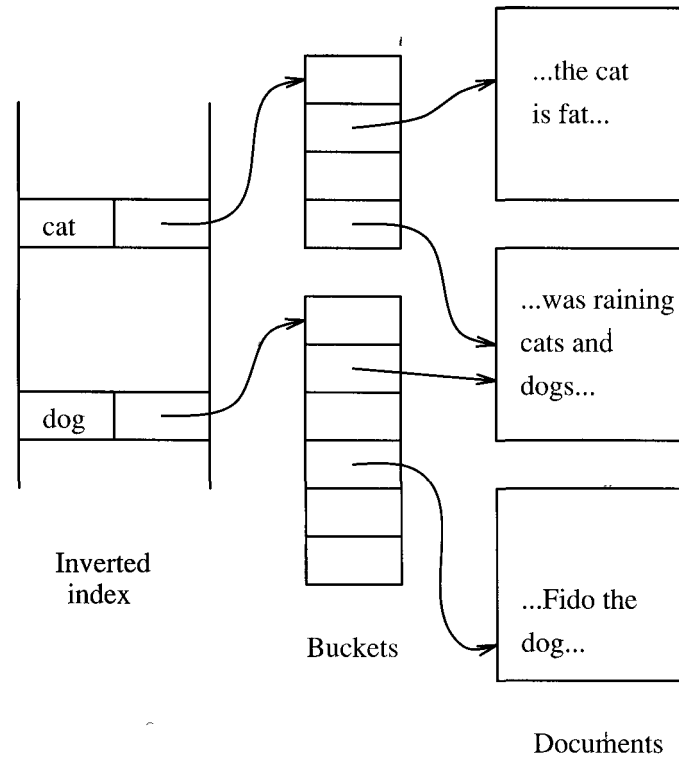 ...the cat
is fat...
cat
...was raining
cats and
dogs...
dog
Inverted
index
...Fido the
dog...
Buckets
Documents